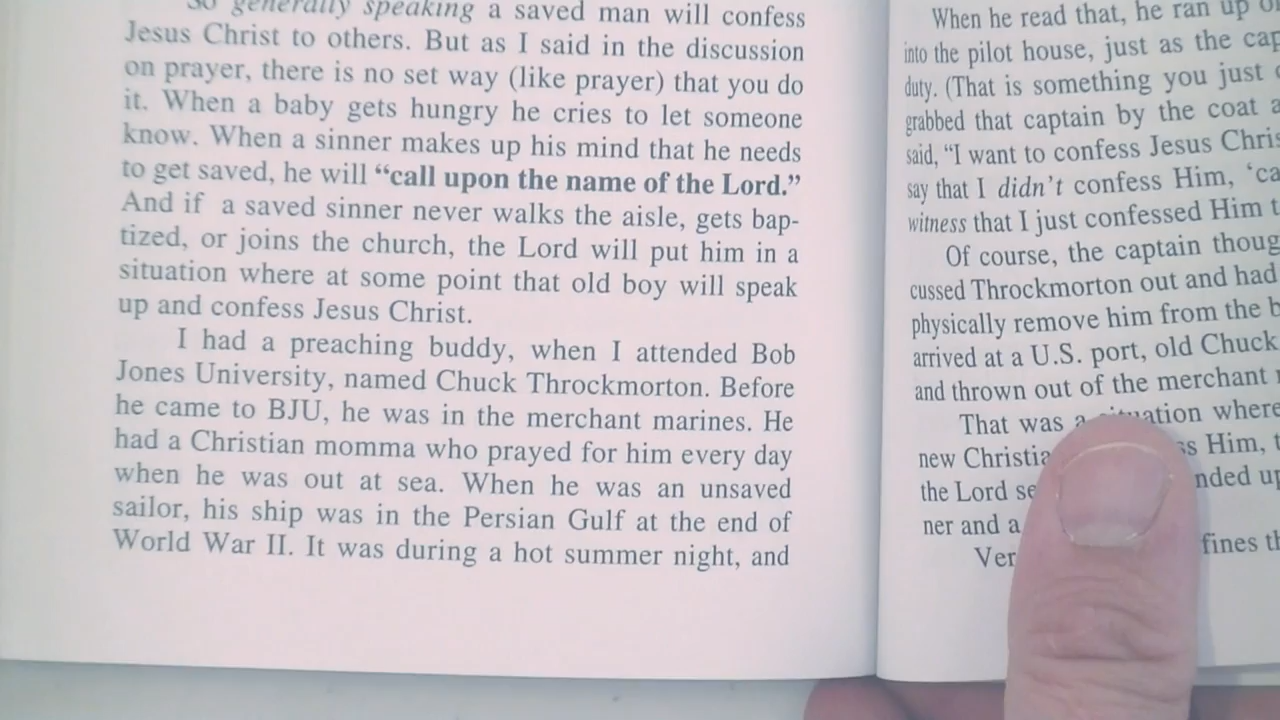 So generally speaking a saved man will confess
Jesus Christ to others. But as I said in the discussion
on prayer, there is no set way (like prayer) that you do
it. When a baby gets hungry he cries to let someone
know. When a sinner makes up his mind that he needs
to get saved, he will “call upon the name of the Lord.”
And if a saved sinner never walks the aisle, gets bap-
tized, or joins the church, the Lord will put him in a
situation where at some point that old boy will speak
up and confess Jesus Christ.
I had a preaching buddy, when I attended Bob
Jones University, named Chuck Throckmorton. Before
he came to BJU, he was in the merchant marines. He
had a Christian momma who prayed for him every day
when he was out at sea. When he was an unsaved
sailor, his ship was in the Persian Gulf at the end of
World War II. It was during a hot summer night, and
When he read that, he ran up
into the pilot house, just as the
duty. (That is something you just
grabbed that captain by the coat
said, “I want to confess Jesus
say that I didn’t confess Him,
witness that I just confessed Him
Of course, the captain
cussed Throckmorton out and had
physically remove him from the
arrived at a U.S. port, old Chuck
and thrown out of the merchant
That was a situation where
new Him,
the Lord
ner and a